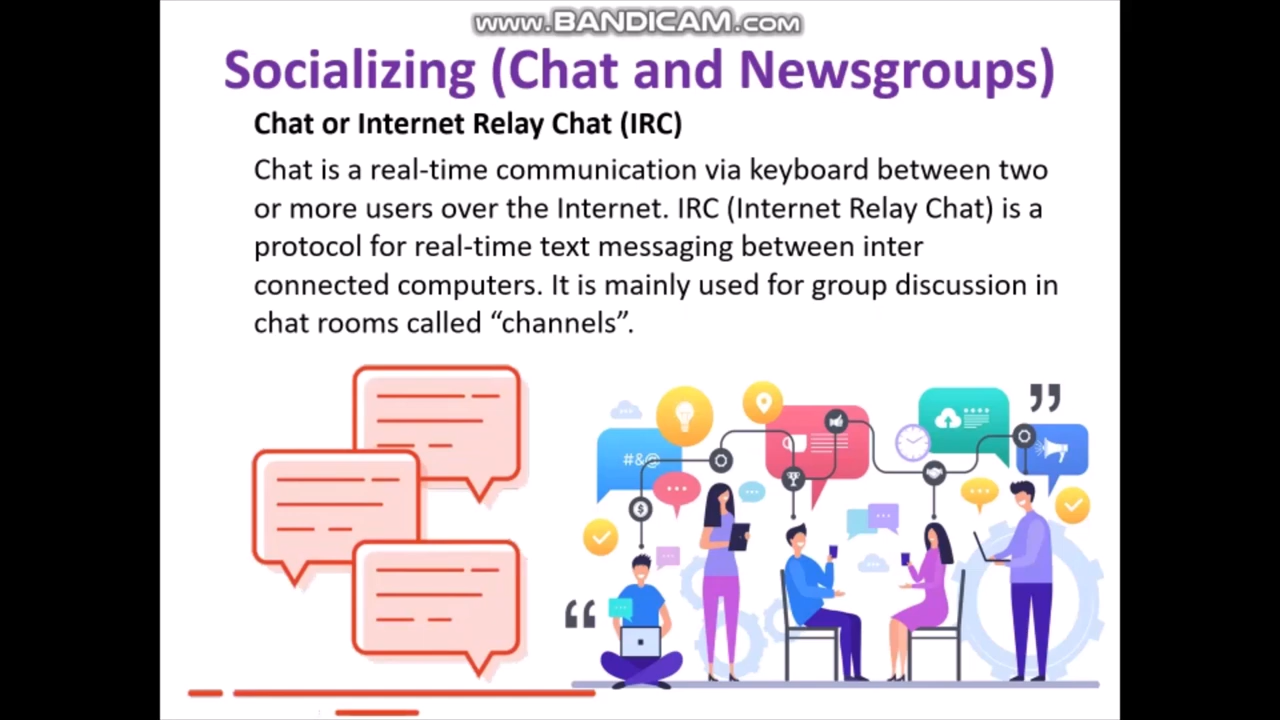 www.BANDICAM.com
Socializing (Chat and Newsgroups)
Chat or Internet Relay Chat (IRC)
Chat is a real-time communication via keyboard between two
or more users over the Internet. IRC (Internet Relay Chat) is a
protocol for real-time text messaging between inter
connected computers. It is mainly used for group discussion in
chat rooms called “channels”.
#&@
$